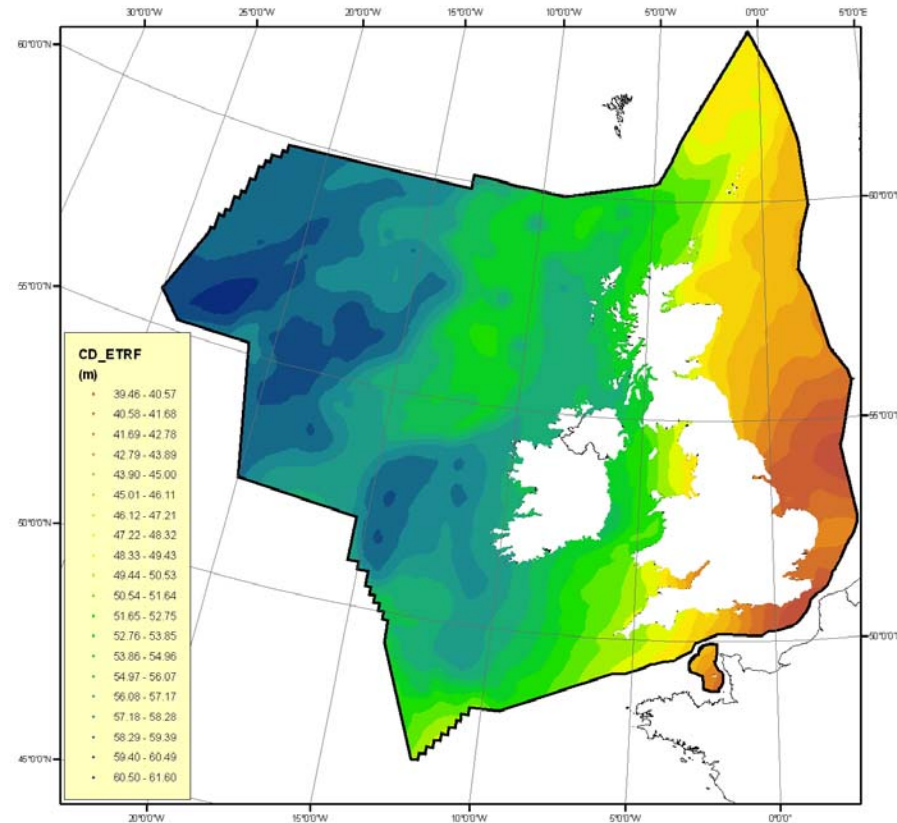 30°0'0"W 25°0'0"W 20°0'0"W 15°0'0"W 10°0'0"W 5°0'0"W 0°0'0" 5°0'0"E
60°0'0"N
60°0'0"N
55°0'0"N
55°0'0"N
50°0'0"N
50°0'0"N
45°0'0"N
CD_ETRF
(m)
39.46 - 40.57
40.58 - 41.68
41.69 - 42.78
42.79 - 43.89
43.90 - 45.00
45.01 - 46.11
46.12 - 47.21
47.22 - 48.32
48.33 - 49.43
49.44 - 50.53
50.54 - 51.64
51.65 - 52.75
52.76 - 53.85
53.86 - 54.96
54.97 - 56.07
56.08 - 57.17
57.18 - 58.28
58.29 - 59.39
59.40 - 60.49
60.50 - 61.60
20°0'0"W 15°0'0"W 10°0'0"W 5°0'0"W 0°0'0"